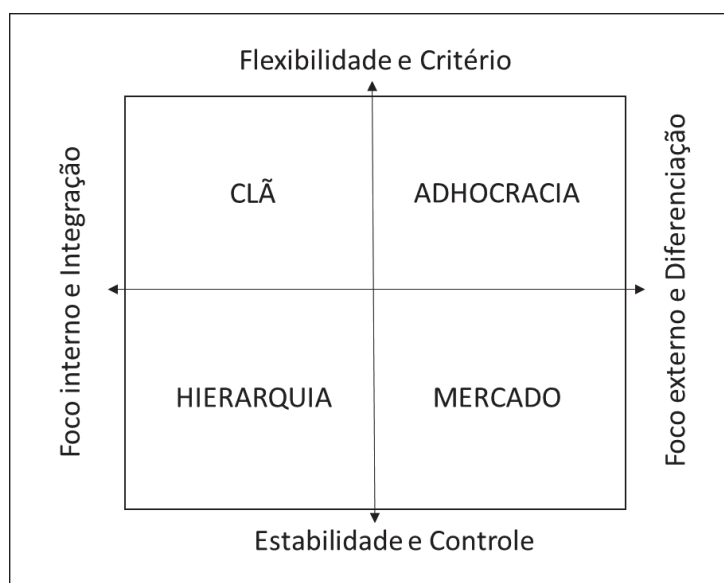 Flexibilidade e Critério
Foco interno e Integração
CLÃ
ADHOCRACIA
Foco externo e Diferenciação
HIERARQUIA
MERCADO
Estabilidade e Controle